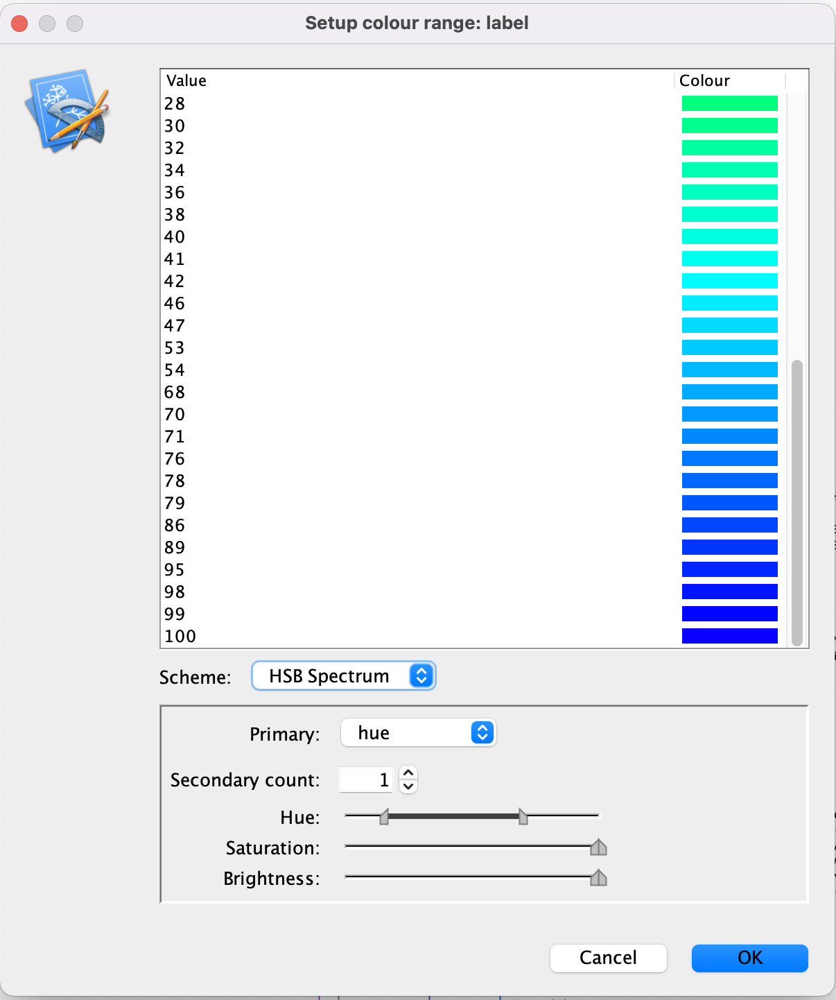 Setup colour range: label
Value Colour
28
30
32
34
36
38
40
41
42
46
47
53
54
68
70
71
76
78
79
86
89
95
98
99
100
Scheme: HSB Spectrum
Primary: hue
Secondary count: 1
Hue:
Saturation:
Brightness:
Cancel OK